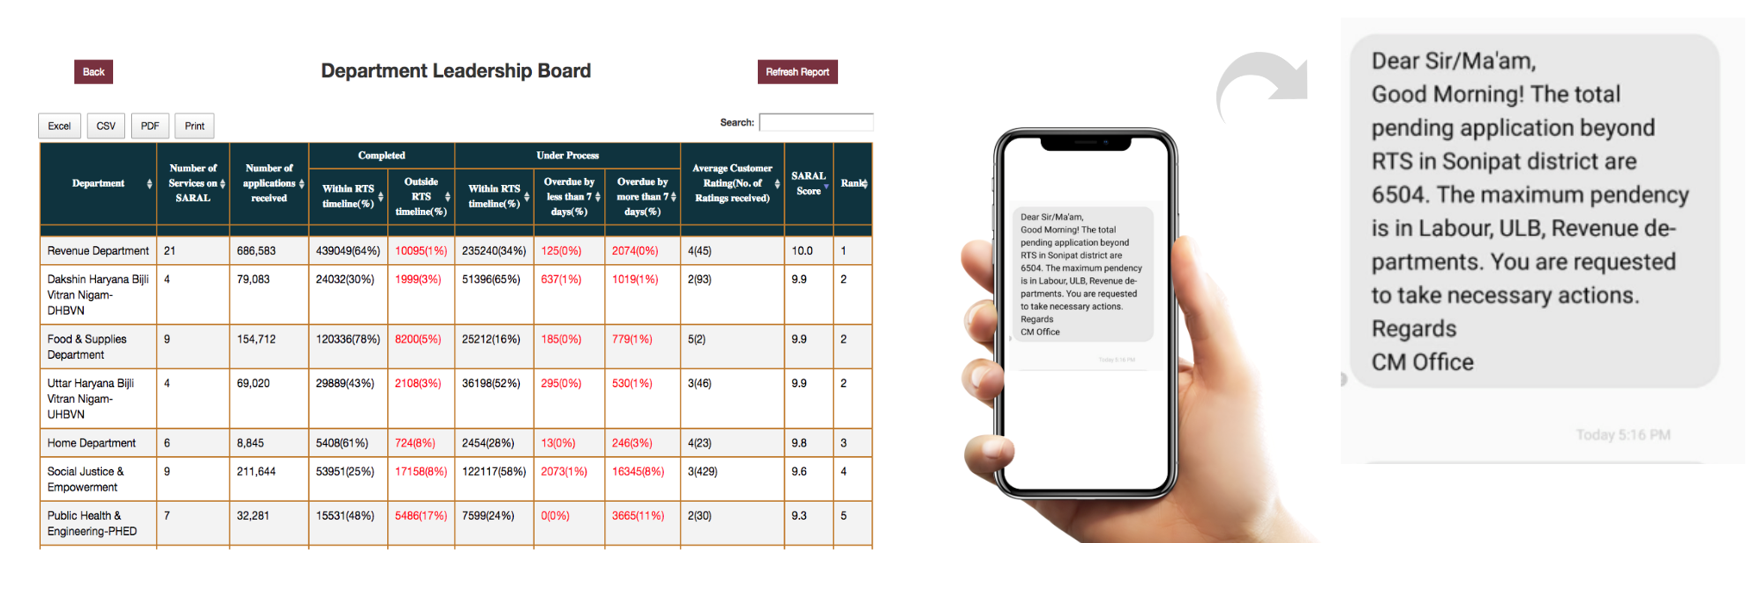 Back
Department Leadership Board
Refresh Report
Excel
CSV
PDF
Print
Search:
Department
Number of
Services on
SARAL
Number of
applications
received
Completed
Within RTS
timeline(%)
Outside
RTS
timeline(%)
Under Process
Within RTS
timeline(%)
Overdue by
less than 7
days(%)
Overdue by
more than 7
days(%)
Average Customer
Rating(No. of
Ratings received)
SARAL
Score
Rank
Revenue Department 21 686,583 439049(64%) 10095(1%) 235240(34%) 125(0%) 2074(0%) 4(45) 10.0 1
Dakshin Haryana Bijli 4 79,083 24032(30%) 1999(3%) 51396(65%) 637(1%) 1019(1%) 2(93) 9.9 2
Vitran Nigam-
DHBVN
Food & Supplies 9 154,712 120336(78%) 8200(5%) 25212(16%) 185(0%) 779(1%) 5(2) 9.9 2
Department
Uttar Haryana Bijli 4 69,020 29889(43%) 2108(3%) 36198(52%) 295(0%) 530(1%) 3(46) 9.9 2
Vitran Nigam-
UHBVN
Home Department 6 8,845 5408(61%) 724(8%) 2454(28%) 13(0%) 246(3%) 4(23) 9.8 3
Social Justice & 9 211,644 53951(25%) 17158(8%) 122117(58%) 2073(1%) 16345(8%) 3(429) 9.6 4
Empowerment
Public Health & 7 32,281 15531(48%) 5486(17%) 7599(24%) 0(0%) 3665(11%) 2(30) 9.3 5
Engineering-PHED
Dear Sir/Ma'am,
Good Morning! The total
pending application beyond
RTS in Sonipat district are
6504. The maximum pendency
is in Labour, ULB, Revenue de-
partments. You are requested
to take necessary actions.
Regards
CM Office
Today 5:16 PM
Dear Sir/Ma'am,
Good Morning! The total
pending application beyond
RTS in Sonipat district are
6504. The maximum pendency
is in Labour, ULB, Revenue de-
partments. You are requested
to take necessary actions.
Regards
CM Office
Today 5:16 PM